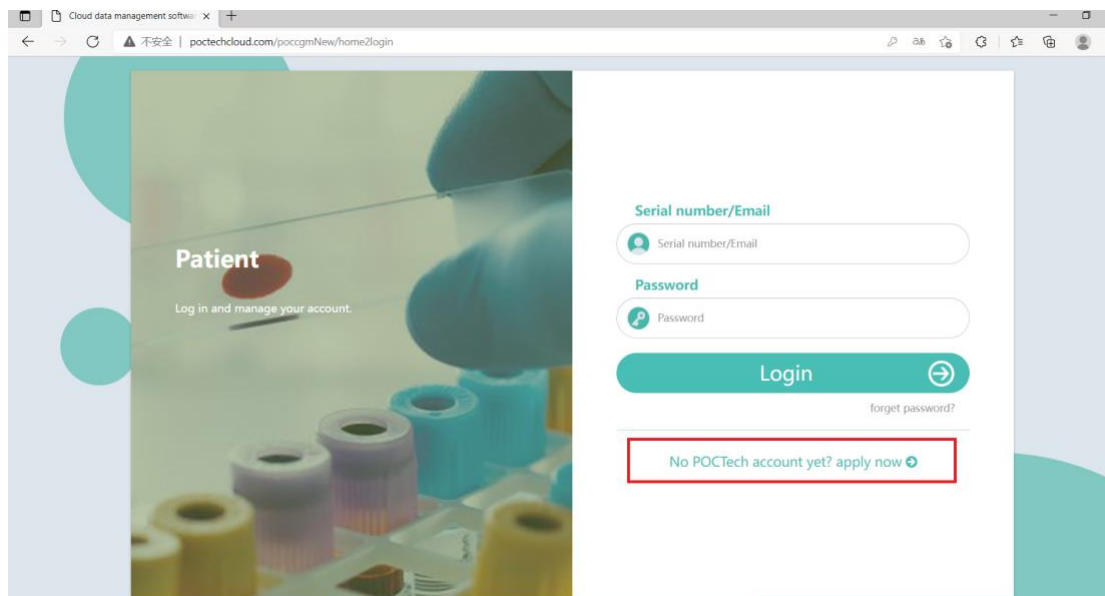 Cloud data management softwa
不安全 | poctechcloud.com/poccgmNew/home2login
Patient
Log in and manage your account.
Serial number/Email
Serial number/Email
Password
Password
Login
forget password?
No POCTech account yet? apply now